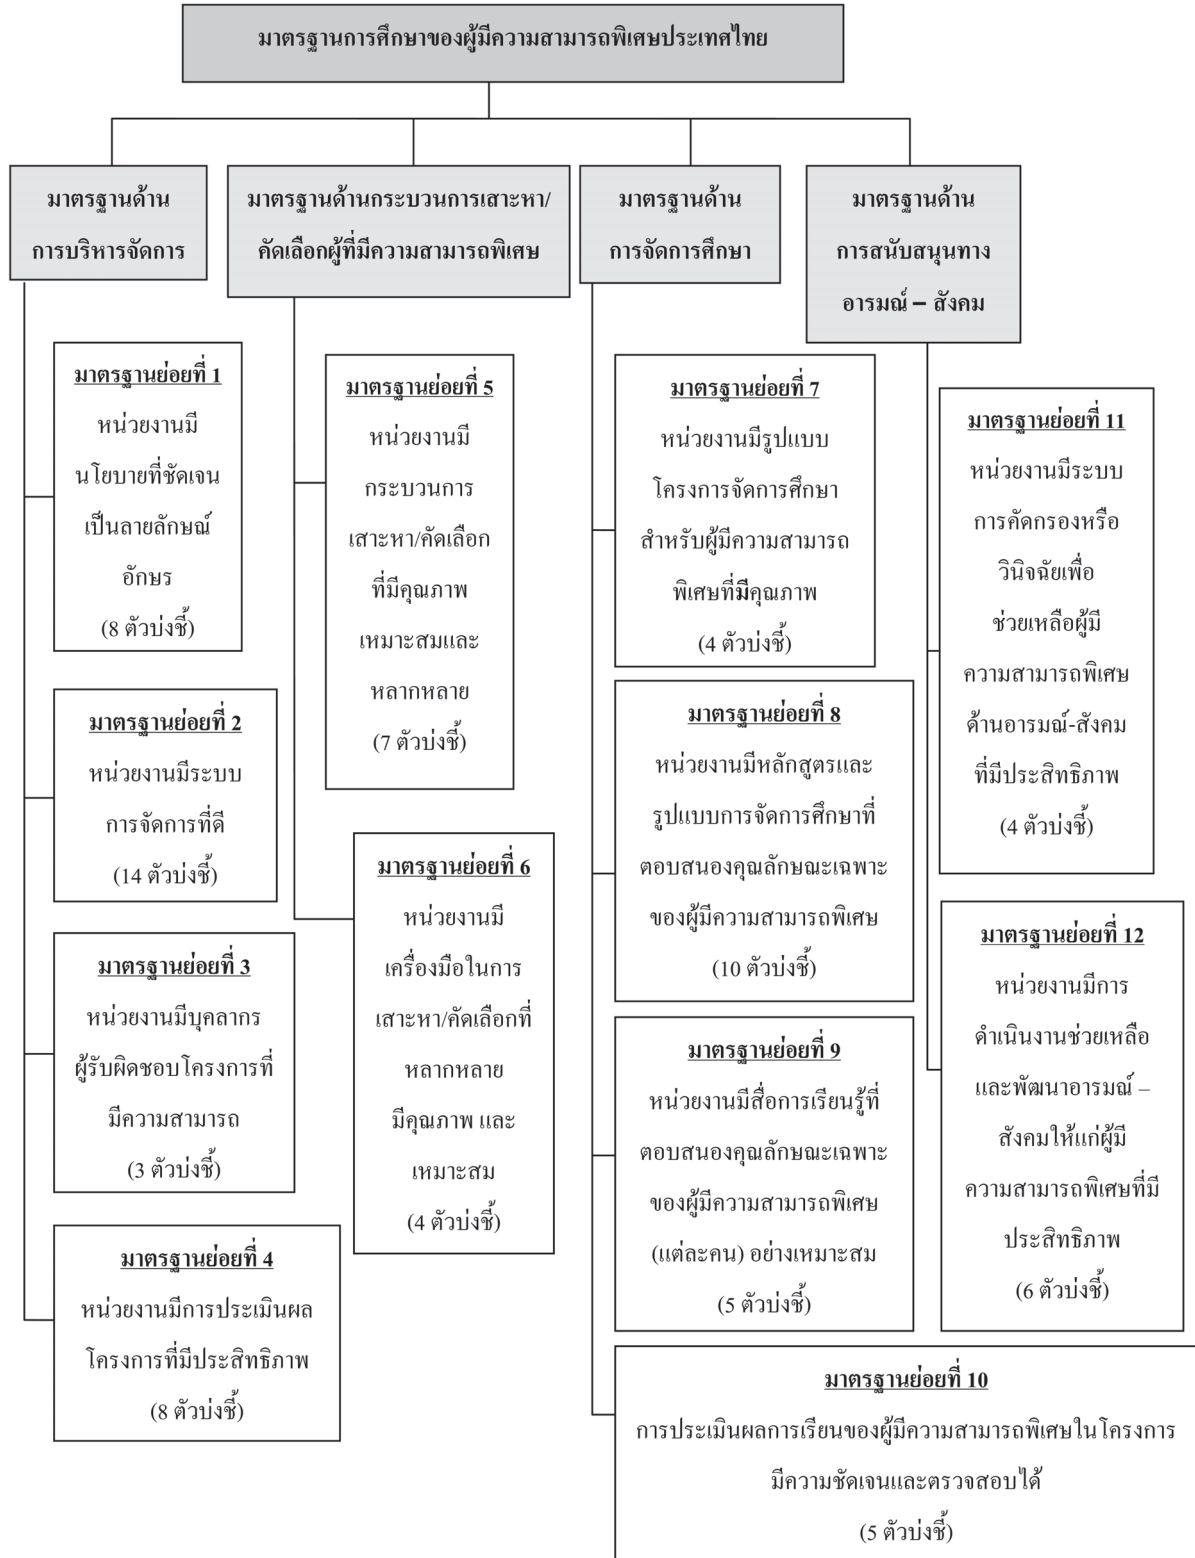 มาตรฐานการศึกษาของผู้มีความสามารถพิเศษประเทศไทย
มาตรฐานด้าน
การบริหารจัดการ
มาตรฐานย่อยที่ 1
หน่วยงานมี
นโยบายที่ชัดเจน
เป็นลายลักษณ์
อักษร
(8 ตัวบ่งชี้)
มาตรฐานย่อยที่ 2
หน่วยงานมีระบบ
การจัดการที่ดี
(14 ตัวบ่งชี้)
มาตรฐานย่อยที่ 3
หน่วยงานมีบุคลากร
ผู้รับผิดชอบโครงการที่
มีความสามารถ
(3 ตัวบ่งชี้)
มาตรฐานย่อยที่ 4
หน่วยงานมีการประเมินผล
โครงการที่มีประสิทธิภาพ
(8 ตัวบ่งชี้)
มาตรฐานด้านกระบวนการเสาะหา/
คัดเลือกผู้ที่มีความสามารถพิเศษ
มาตรฐานย่อยที่ 5
หน่วยงานมี
กระบวนการ
เสาะหา/คัดเลือก
ที่มีคุณภาพ
เหมาะสมและ
หลากหลาย
(7 ตัวบ่งชี้)
มาตรฐานย่อยที่ 6
หน่วยงานมี
เครื่องมือในการ
เสาะหา/คัดเลือกที่
หลากหลาย
มีคุณภาพ และ
เหมาะสม
(4 ตัวบ่งชี้)
มาตรฐานด้าน
การจัดการศึกษา
มาตรฐานย่อยที่ 7
หน่วยงานมีรูปแบบ
โครงการจัดการศึกษา
สำหรับผู้มีความสามารถ
พิเศษที่มีคุณภาพ
(4 ตัวบ่งชี้)
มาตรฐานย่อยที่ 8
หน่วยงานมีหลักสูตรและ
รูปแบบการจัดการศึกษาที่
ตอบสนองคุณลักษณะเฉพาะ
ของผู้มีความสามารถพิเศษ
(10 ตัวบ่งชี้)
มาตรฐานย่อยที่ 9
หน่วยงานมีสื่อการเรียนรู้ที่
ตอบสนองคุณลักษณะเฉพาะ
ของผู้มีความสามารถพิเศษ
(แต่ละคน) อย่างเหมาะสม
(5 ตัวบ่งชี้)
มาตรฐานย่อยที่ 10
การประเมินผลการเรียนของผู้มีความสามารถพิเศษในโครงการ
มีความชัดเจนและตรวจสอบได้
(5 ตัวบ่งชี้)
มาตรฐานด้าน
การสนับสนุนทาง
อารมณ์ – สังคม
มาตรฐานย่อยที่ 11
หน่วยงานมีระบบ
การคัดกรองหรือ
วินิจฉัยเพื่อ
ช่วยเหลือผู้มี
ความสามารถพิเศษ
ด้านอารมณ์-สังคม
ที่มีประสิทธิภาพ
(4 ตัวบ่งชี้)
มาตรฐานย่อยที่ 12
หน่วยงานมีการ
ดำเนินงานช่วยเหลือ
และพัฒนาอารมณ์ –
สังคมให้แก่ผู้มี
ความสามารถพิเศษที่มี
ประสิทธิภาพ
(6 ตัวบ่งชี้)